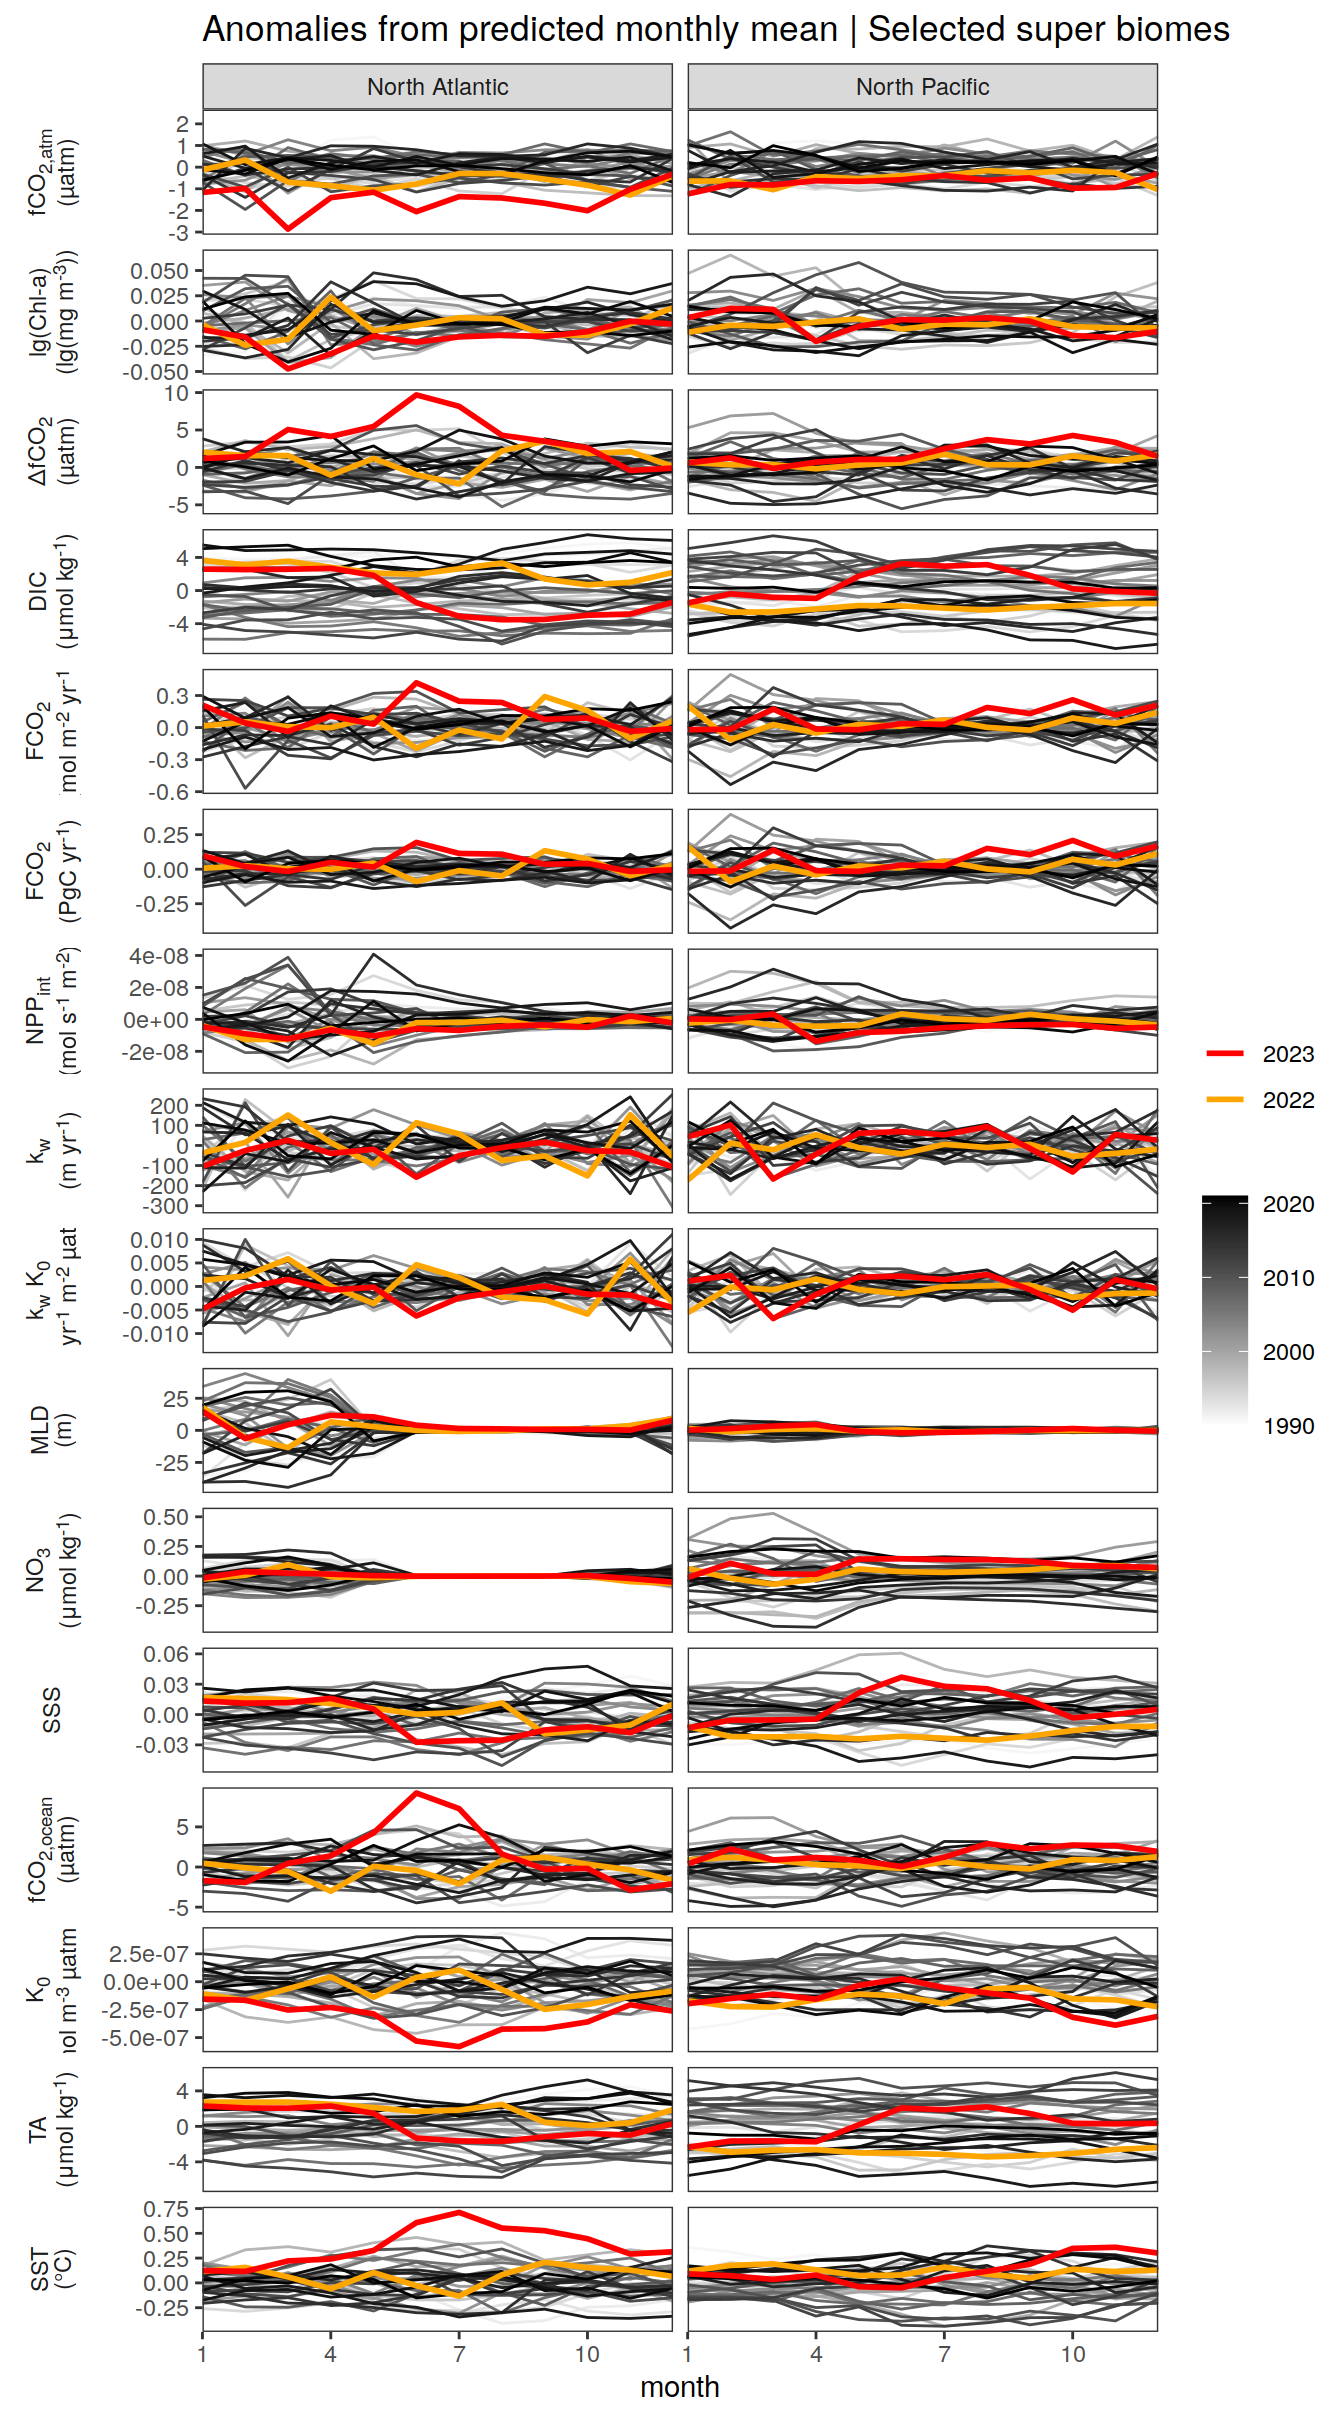 Anomalies from predicted monthly mean | Selected super biomes
North Atlantic
North Pacific
fCO2,atm
(µatm)
2
1
0
-1
-2
-3
lg(Chl-a)
(lg(mg m-3))
0.050
0.025
0.000
-0.025
-0.050
ΔfCO2
(µatm)
10
5
0
-5
DIC
(µmol kg-1)
4
0
-4
FCO2
mol m-2 yr-1
0.3
0.0
-0.3
-0.6
FCO2
(PgC yr-1)
0.25
0.00
-0.25
NPPint
(mol s-1 m-2)
4e-08
2e-08
0e+00
-2e-08
kw
(m yr-1)
200
100
0
-100
-200
-300
kw K0
yr-1 m-2 µat
0.010
0.005
0.000
-0.005
-0.010
MLD
(m)
25
0
-25
NO3
(µmol kg-1)
0.50
0.25
0.00
-0.25
SSS
0.06
0.03
0.00
-0.03
fCO2,ocean
(µatm)
5
0
-5
K0
ol m-3 µatm
2.5e-07
0.0e+00
-2.5e-07
-5.0e-07
TA
(µmol kg-1)
4
0
-4
SST
(°C)
0.75
0.50
0.25
0.00
-0.25
1
4
7
10
1
4
7
10
month
2023
2022
2020
2010
2000
1990